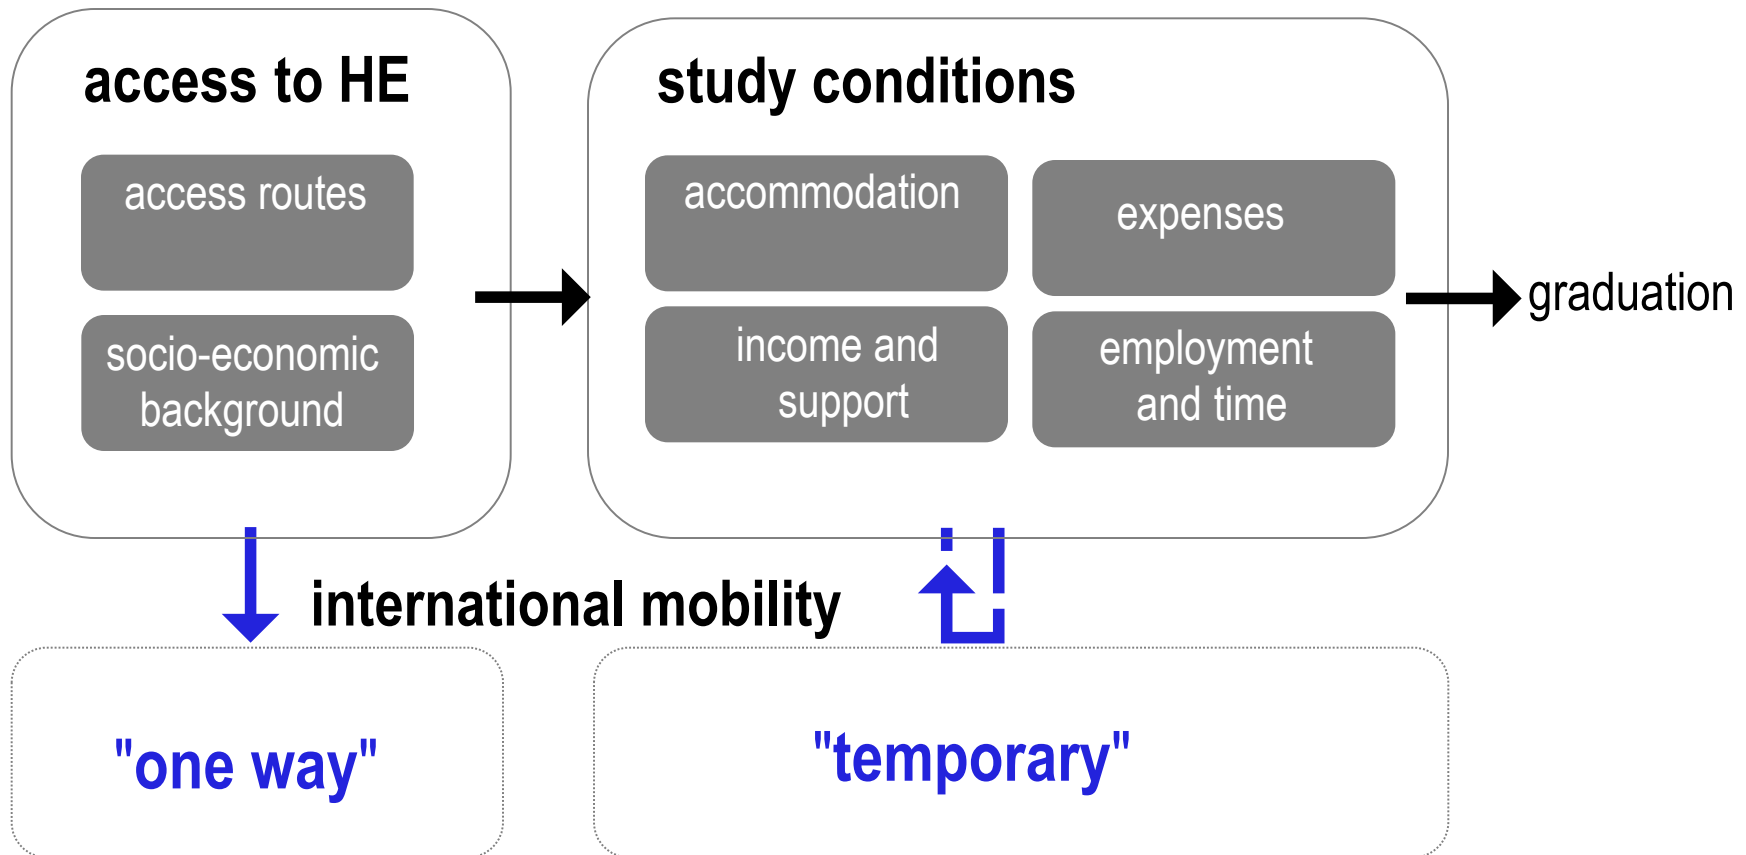 access to HE
access routes
socio-economic
background
study conditions
accommodation
expenses
income and
support
employment
and time
graduation
international mobility
"one way"
"temporary"